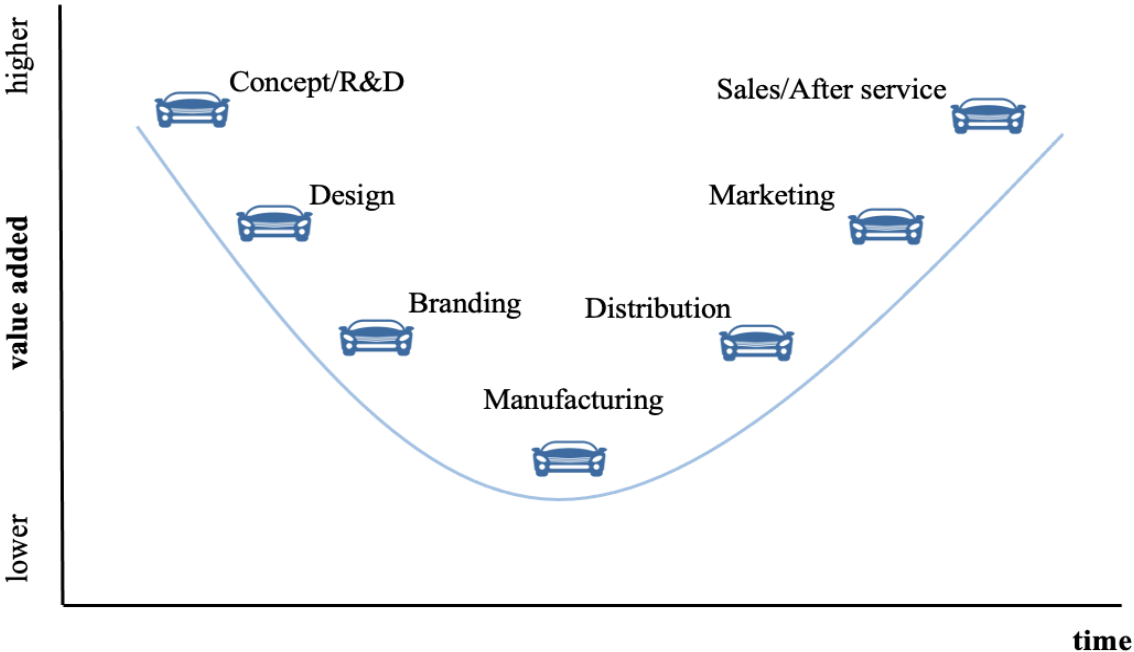 higher
Concept/R&D
Sales/After service
Design
Marketing
value added
Branding
Distribution
Manufacturing
lower
time